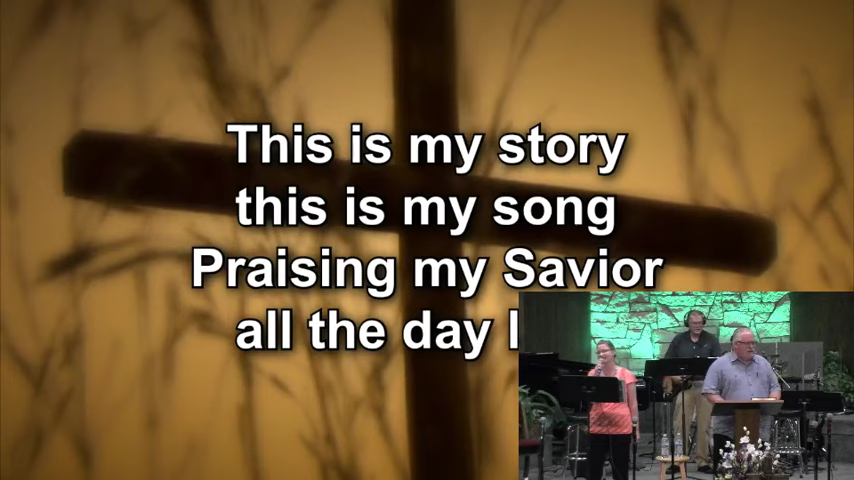 This is my story
this is my song
Praising my Savior
all the day